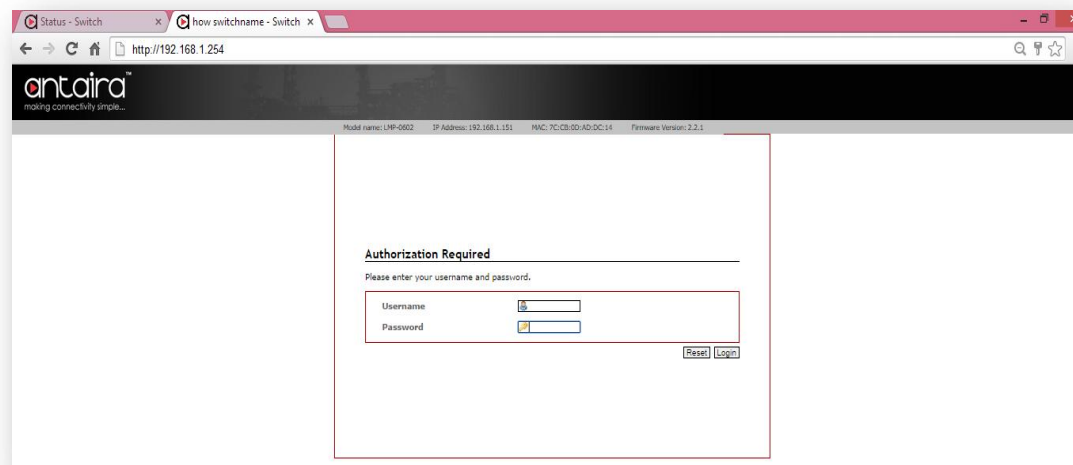 Status - Switch x how switchname - Switch x
http://192.168.1.254
antaira™
making connectivity simple...
Model name: LMP-0602 IP Address: 192.168.1.151 MAC: 7C:CB:0D:AD:DC:14 Firmware Version: 2.2.1
Authorization Required
Please enter your username and password.
Username
Password
Reset Login